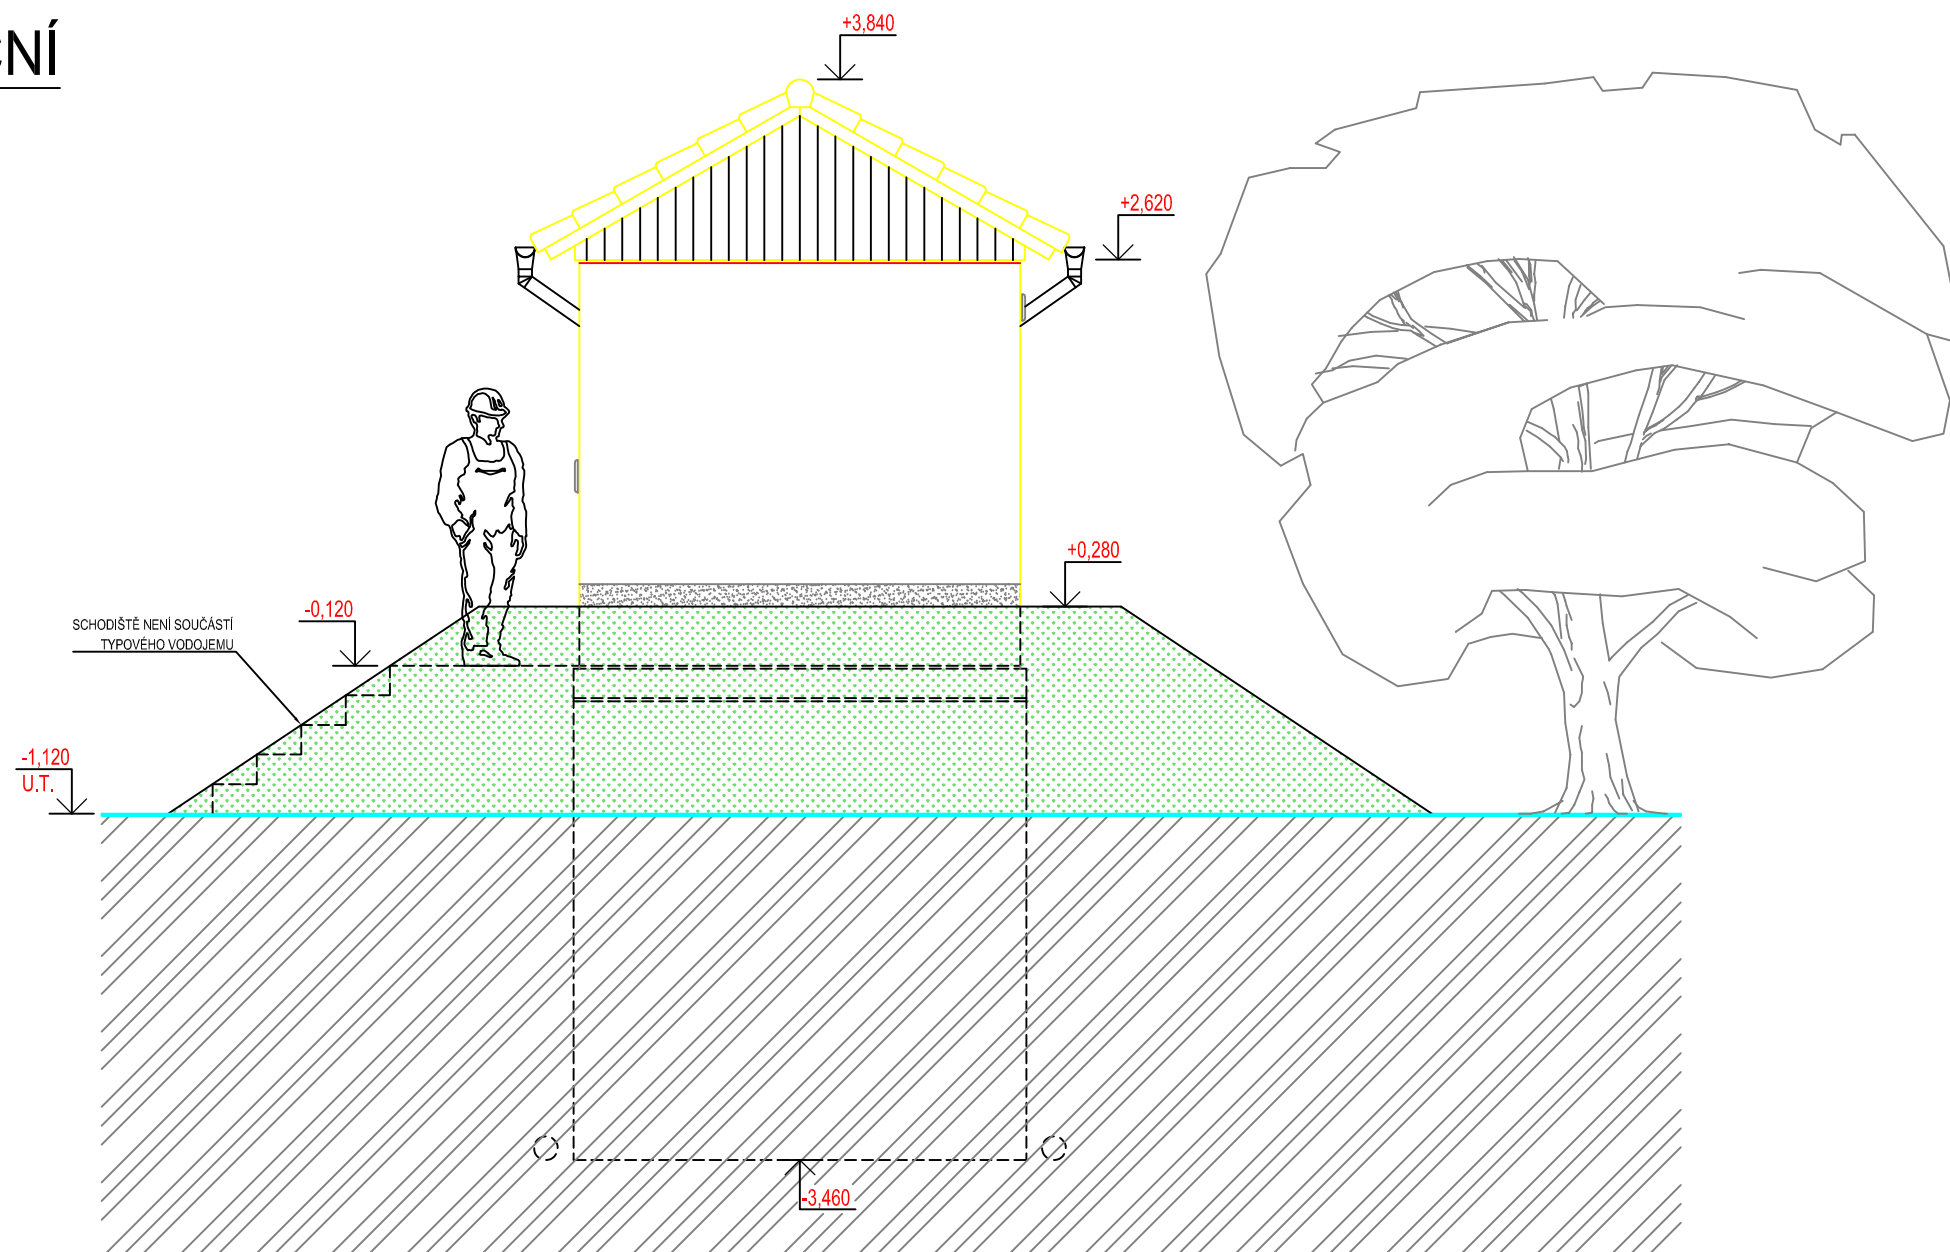 ČNÍ
+3,840
+2,620
+0,280
-0,120
SCHODIŠTĚ NENÍ SOUČÁSTÍ
TYPOVÉHO VODOJEMU
-1,120
U.T.
-3,460